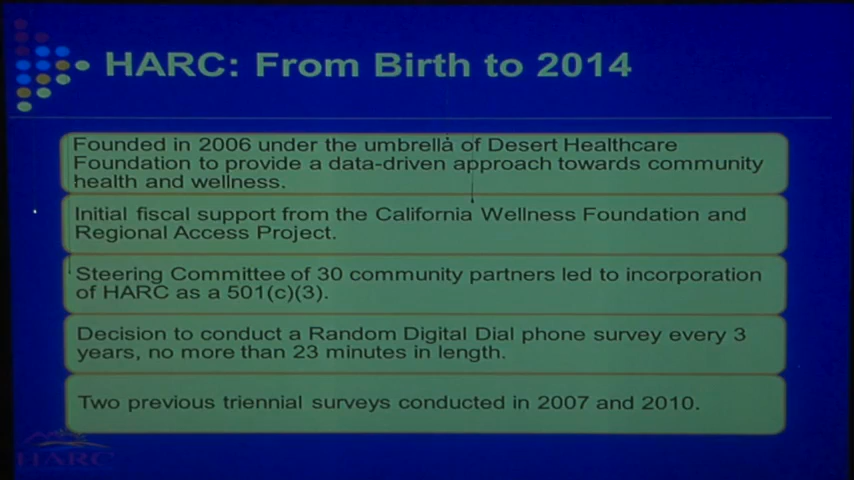 HARC: From Birth to 2014
Founded in 2006 under the umbrella of Desert Healthcare
Foundation to provide a data-driven approach towards community
health and wellness.
Initial fiscal support from the California Wellness Foundation and
Regional Access Project.
Steering Committee of 30 community partners led to incorporation
of HARC as a 501(c)(3).
Decision to conduct a Random Digital Dial phone survey every 3
years, no more than 23 minutes in length.
Two previous triennial surveys conducted in 2007 and 2010.
HARC